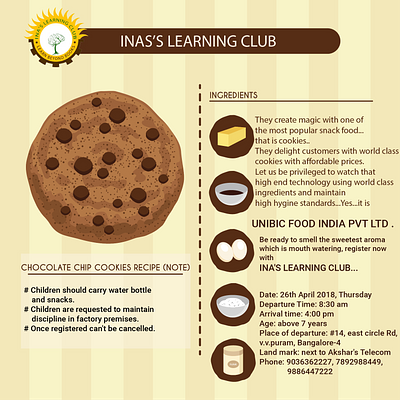 INA'S LEARNING CLUB
LEARN BEYOND BOOKS
INAS'S LEARNING CLUB
INGREDIENTS
They create magic with one of
the most popular snack food...
that is cookies..
They delight customers with world class
cookies with affordable prices.
Let us be privileged to watch that
high end technology using world class
ingredients and maintain
high hygine standards...Yes...it is
UNIBIC FOOD INDIA PVT LTD .
Be ready to smell the sweetest aroma
which is mouth watering, register now
with
INA'S LEARNING CLUB...
CHOCOLATE CHIP COOKIES RECIPE (NOTE)
# Children should carry water bottle
and snacks.
# Children are requested to maintain
discipline in factory premises.
# Once registered can't be cancelled.
Date: 26th April 2018, Thursday
Departure Time: 8:30 am
Arrival time: 4:00 pm
Age: above 7 years
Place of departure: #14, east circle Rd,
v.v.puram, Bangalore-4
Land mark: next to Akshar's Telecom
Phone: 9036362227, 7892988449,
9886447222